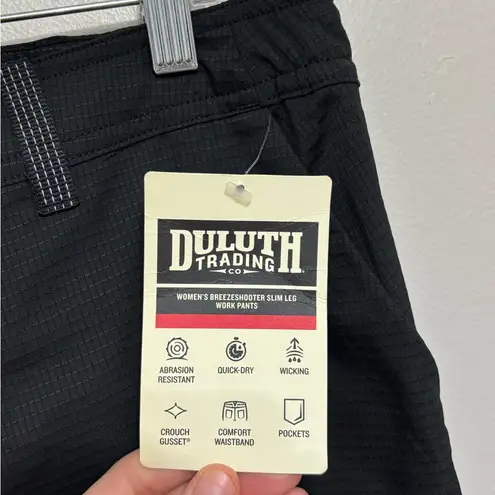 DULUTH
TRADING
CO
WOMEN'S BREEZESHOOTER SLIM LEG
WORK PANTS
ABRASION
RESISTANT
QUICK-DRY
WICKING
CROUCH
GUSSET®
COMFORT
WAISTBAND
POCKETS